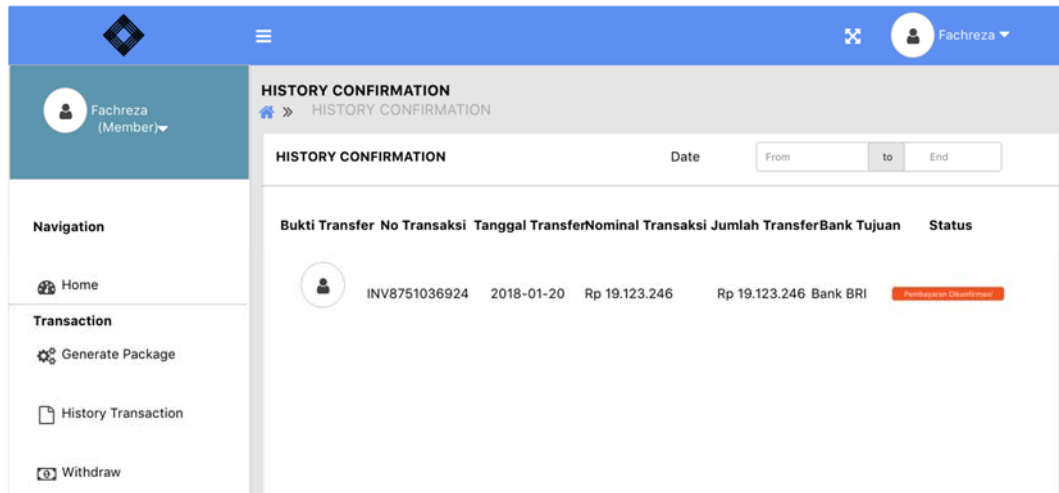 Fachreza
HISTORY CONFIRMATION
HISTORY CONFIRMATION
Fachreza
(Member)
HISTORY CONFIRMATION Date From to End
Navigation
Home
Transaction
Generate Package
History Transaction
Withdraw
Bukti Transfer No Transaksi Tanggal Transfer Nominal Transaksi Jumlah Transfer Bank Tujuan Status
INV8751036924 2018-01-20 Rp 19.123.246 Rp 19.123.246 Bank BRI Pembayaran Dikonfirmasi